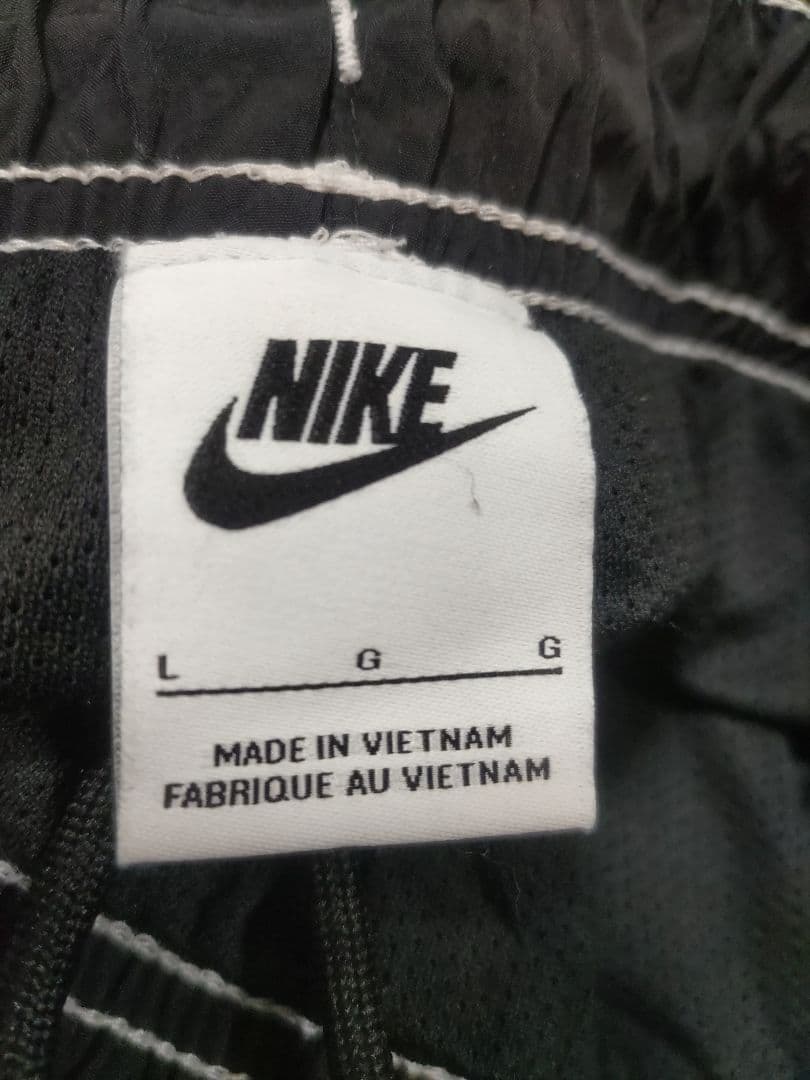 NIKE
L G G
MADE IN VIETNAM
FABRIQUE AU VIETNAM